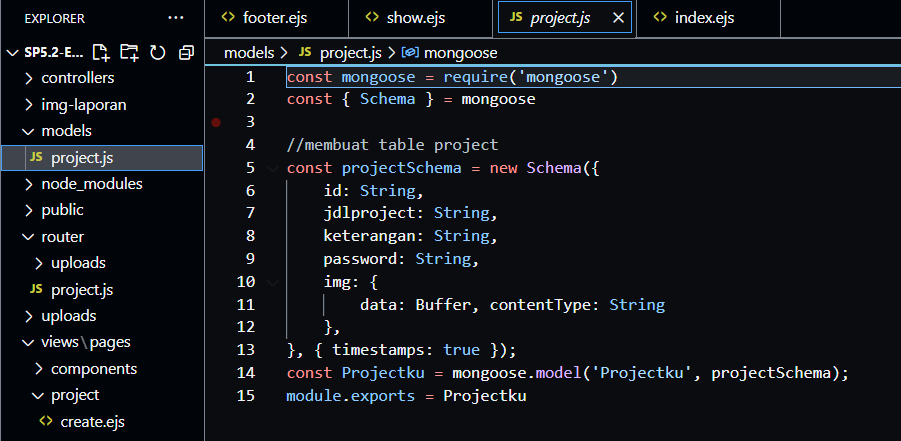 EXPLORER ...
SP5.2-E...
controllers
img-laporan
models
JS project.js
node_modules
public
router
uploads
JS project.js
uploads
views\pages
components
project
<> create.ejs
<> footer.ejs
<> show.ejs
JS project.js
<> index.ejs
models > JS project.js > mongoose
1 const mongoose = require('mongoose')
2 const { Schema } = mongoose
3
4 //membuat table project
5 const projectSchema = new Schema({
6 id: String,
7 jdlproject: String,
8 keterangan: String,
9 password: String,
10 img: {
11 data: Buffer, contentType: String
12 },
13 }, { timestamps: true });
14 const Projectku = mongoose.model('Projectku', projectSchema);
15 module.exports = Projectku